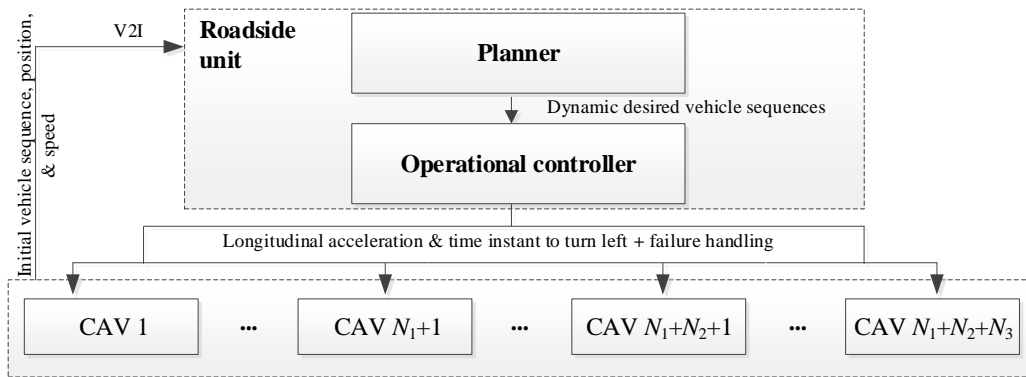 Initial vehicle sequence, position,
& speed
V2I
Roadside
unit
Planner
Dynamic desired vehicle sequences
Operational controller
Longitudinal acceleration & time instant to turn left + failure handling
CAV 1 ... CAV N₁+1 ... CAV N₁+N₂+1 ... CAV N₁+N₂+N₃